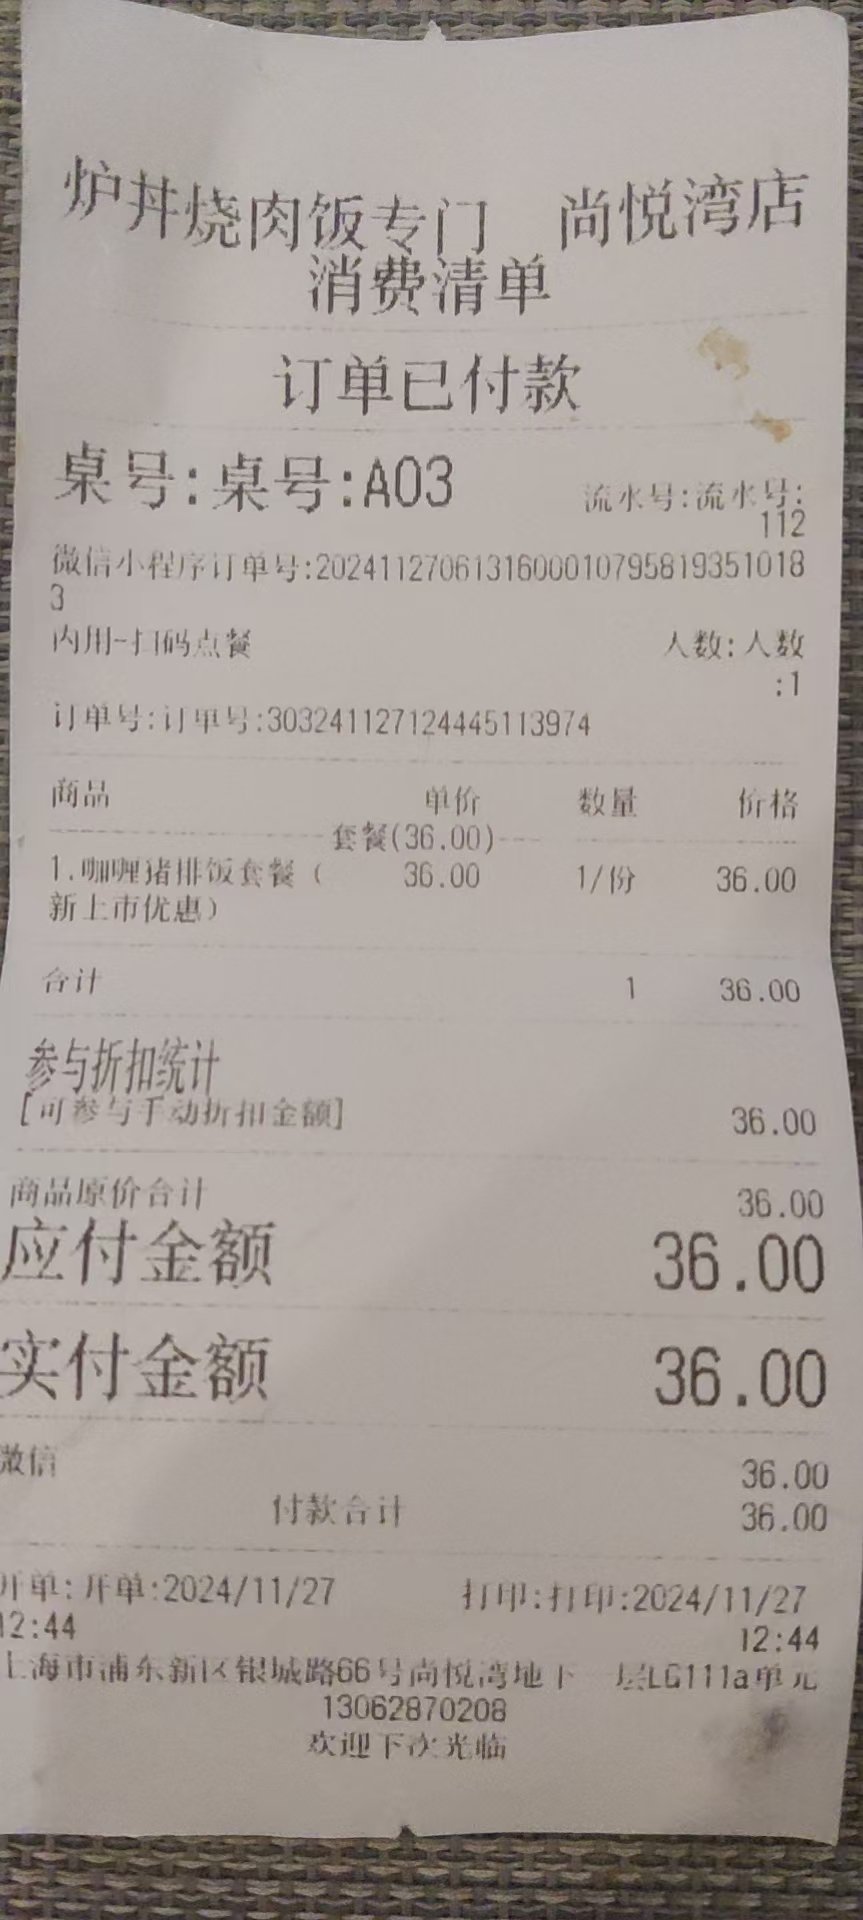 炉丼烧肉饭专门 尚悦湾店
消费清单
订单已付款
桌号:桌号:A03
流水号:流水号:
112
微信小程序订单号:2024112706131600010795819351018
3
内用-扫码点餐 人数:人数
:1
订单号:订单号:303241127124445113974
商品 单价 数量 价格
套餐(36.00)
1.咖喱猪排饭套餐( 36.00 1/份 36.00
新上市优惠)
合计 1 36.00
参与折扣统计
[可参与手动折扣金额] 36.00
商品原价合计 36.00
应付金额 36.00
实付金额 36.00
微信 36.00
付款合计 36.00
开单:开单:2024/11/27 打印:打印:2024/11/27
12:44 12:44
上海市浦东新区银城路66号尚悦湾地下一层LG111a单元
13062870208
欢迎下次光临